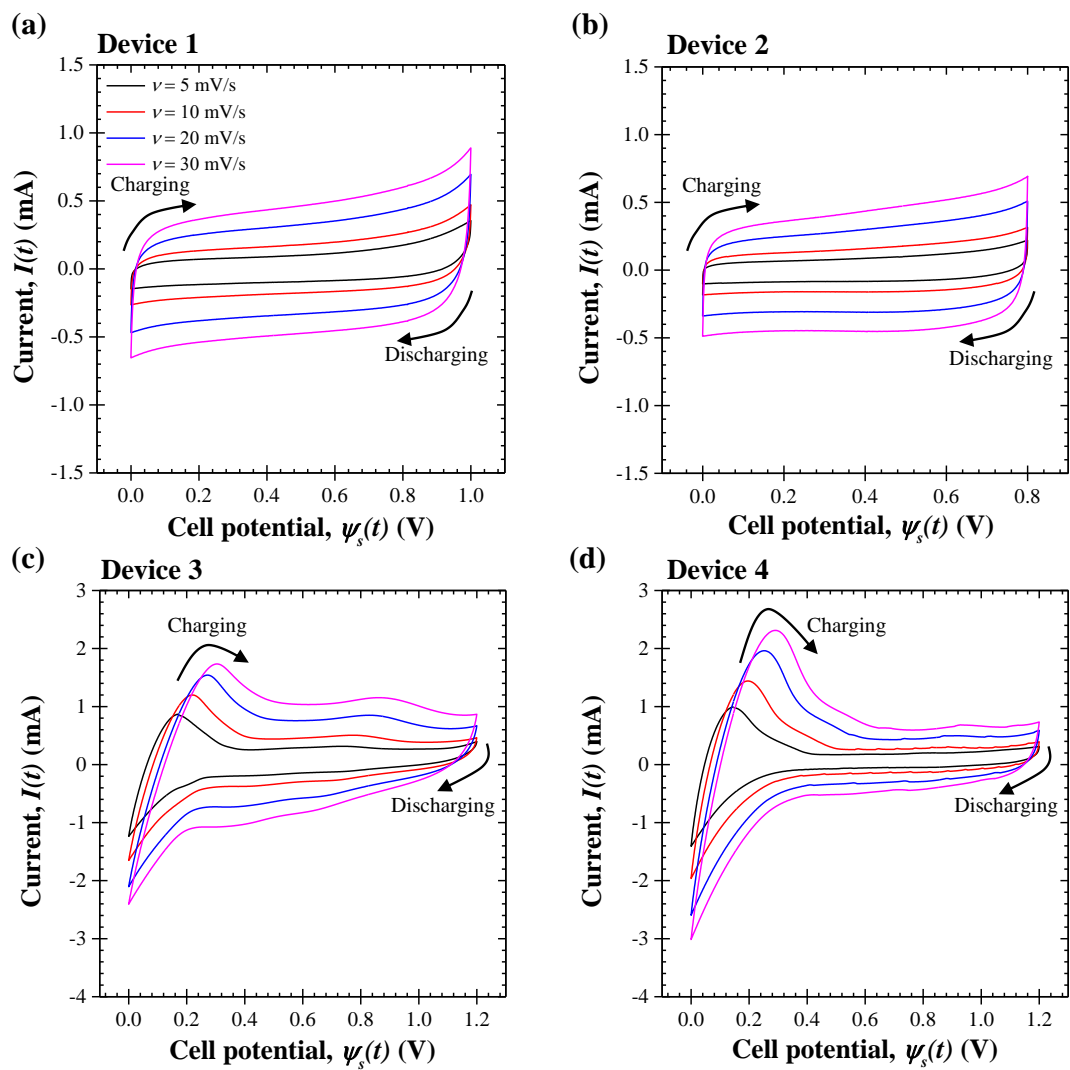 (a)
Device 1
1.5
1.0
0.5
0.0
-0.5
-1.0
-1.5
0.0 0.2 0.4 0.6 0.8 1.0
ν = 5 mV/s
ν = 10 mV/s
ν = 20 mV/s
ν = 30 mV/s
Charging
Discharging
Current, I(t) (mA)
Cell potential, ψs(t) (V)
(b)
Device 2
1.5
1.0
0.5
0.0
-0.5
-1.0
-1.5
0.0 0.2 0.4 0.6 0.8
Charging
Discharging
Current, I(t) (mA)
Cell potential, ψs(t) (V)
(c)
Device 3
3
2
1
0
-1
-2
-3
-4
0.0 0.2 0.4 0.6 0.8 1.0 1.2
Charging
Discharging
Current, I(t) (mA)
Cell potential, ψs(t) (V)
(d)
Device 4
3
2
1
0
-1
-2
-3
-4
0.0 0.2 0.4 0.6 0.8 1.0 1.2
Charging
Discharging
Current, I(t) (mA)
Cell potential, ψs(t) (V)